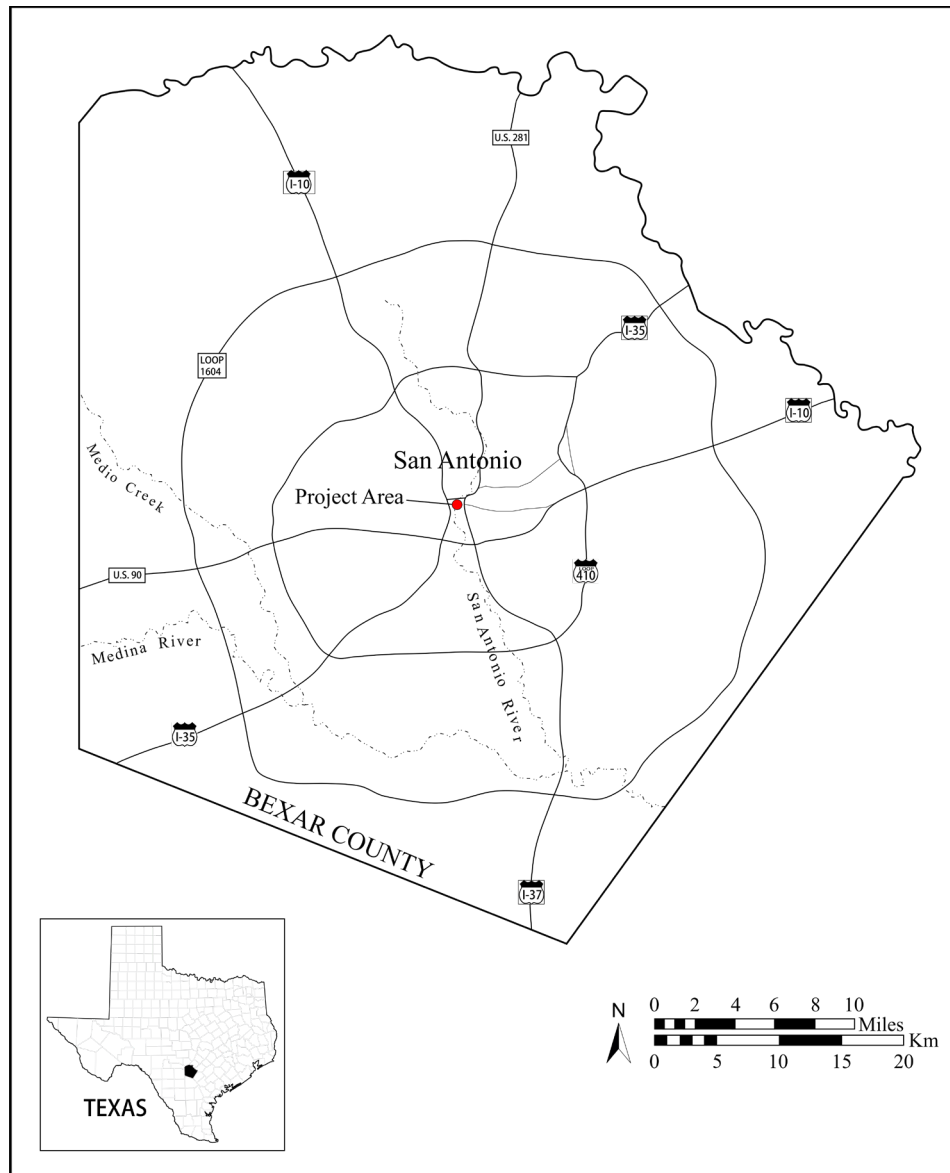 U.S. 281
I-10
I-35
LOOP
1604
I-10
San Antonio
Medio Creek
Project Area
U.S. 90
LOOP
410
San Antonio River
Medina River
I-35
BEXAR COUNTY
I-37
TEXAS
N
0 2 4 6 8 10
Miles
Km
0 5 10 15 20